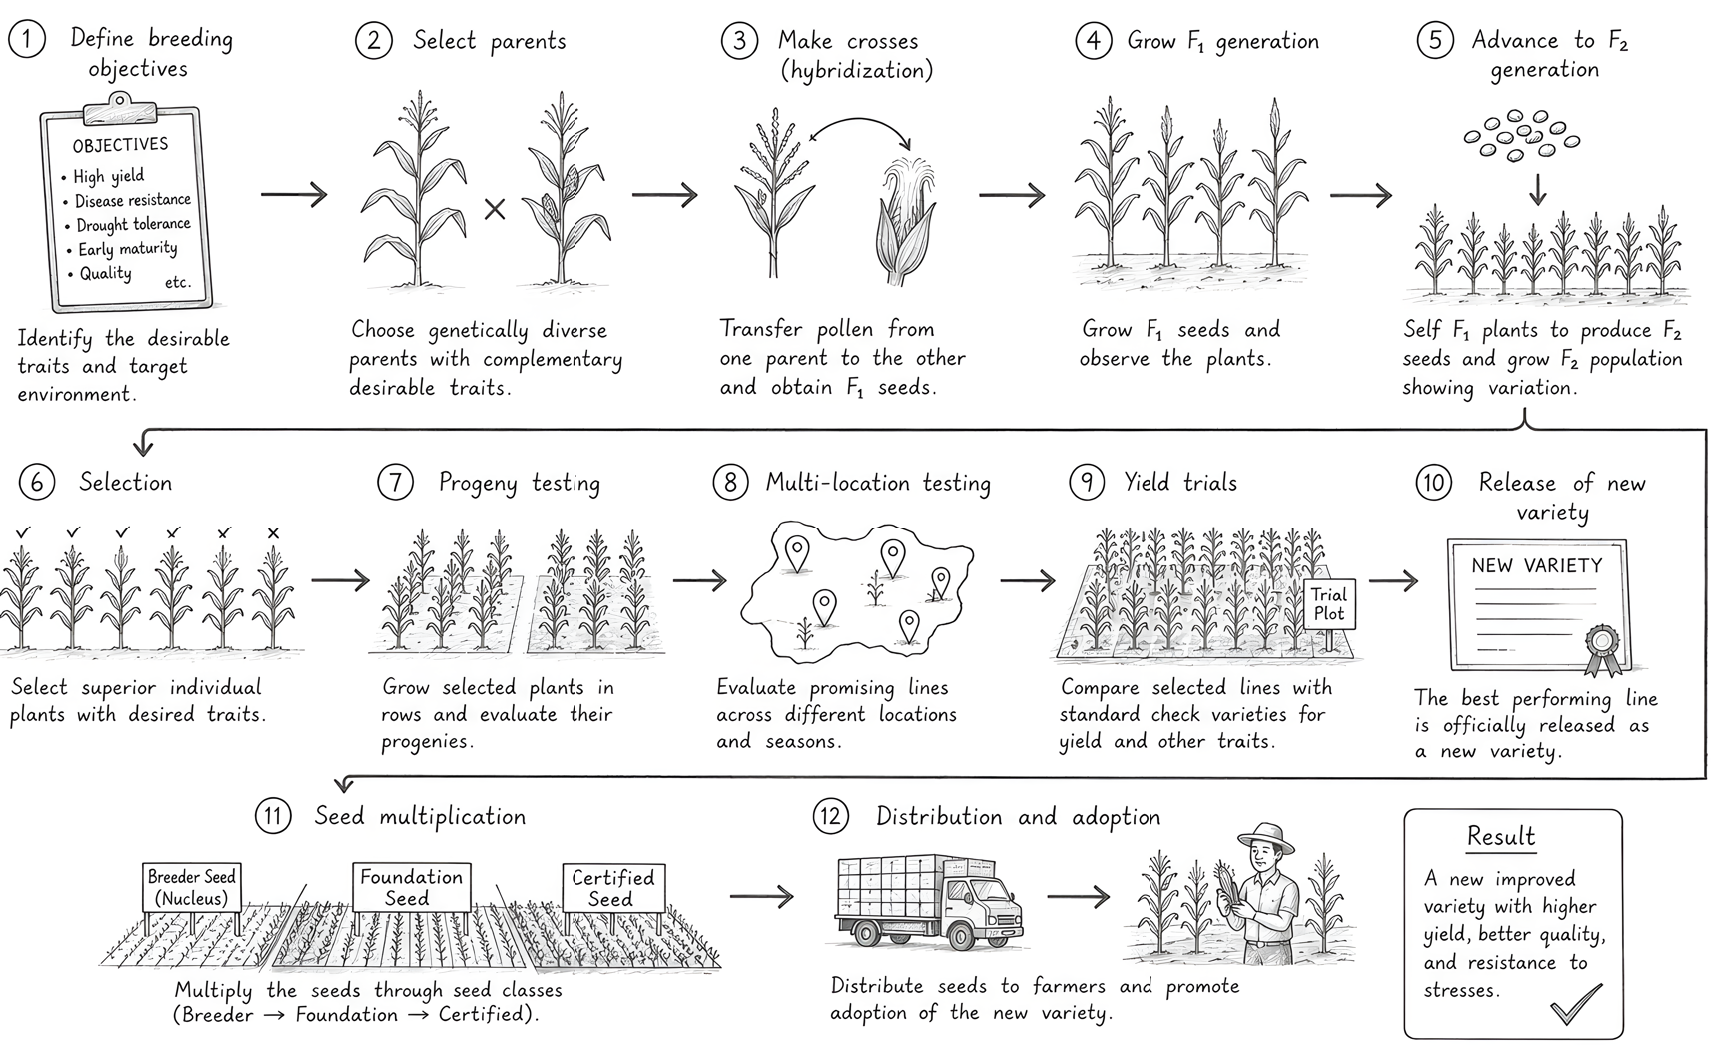 1 Define breeding
objectives
OBJECTIVES
• High yield
• Disease resistance
• Drought tolerance
• Early maturity
• Quality
etc.
Identify the desirable
traits and target
environment.
2 Select parents
×
Choose genetically diverse
parents with complementary
desirable traits.
3 Make crosses
(hybridization)
Transfer pollen from
one parent to the other
and obtain F₁ seeds.
4 Grow F₁ generation
Grow F₁ seeds and
observe the plants.
5 Advance to F₂
generation
Self F₁ plants to produce F₂
seeds and grow F₂ population
showing variation.
6 Selection
Select superior individual
plants with desired traits.
7 Progeny testing
Grow selected plants in
rows and evaluate their
progenies.
8 Multi-location testing
Evaluate promising lines
across different locations
and seasons.
9 Yield trials
Trial
Plot
Compare selected lines with
standard check varieties for
yield and other traits.
10 Release of new
variety
NEW VARIETY
The best performing line
is officially released as
a new variety.
11 Seed multiplication
Breeder Seed
(Nucleus)
Foundation
Seed
Certified
Seed
Multiply the seeds through seed classes
(Breeder → Foundation → Certified).
12 Distribution and adoption
Distribute seeds to farmers and promote
adoption of the new variety.
Result
A new improved
variety with higher
yield, better quality,
and resistance to
stresses.